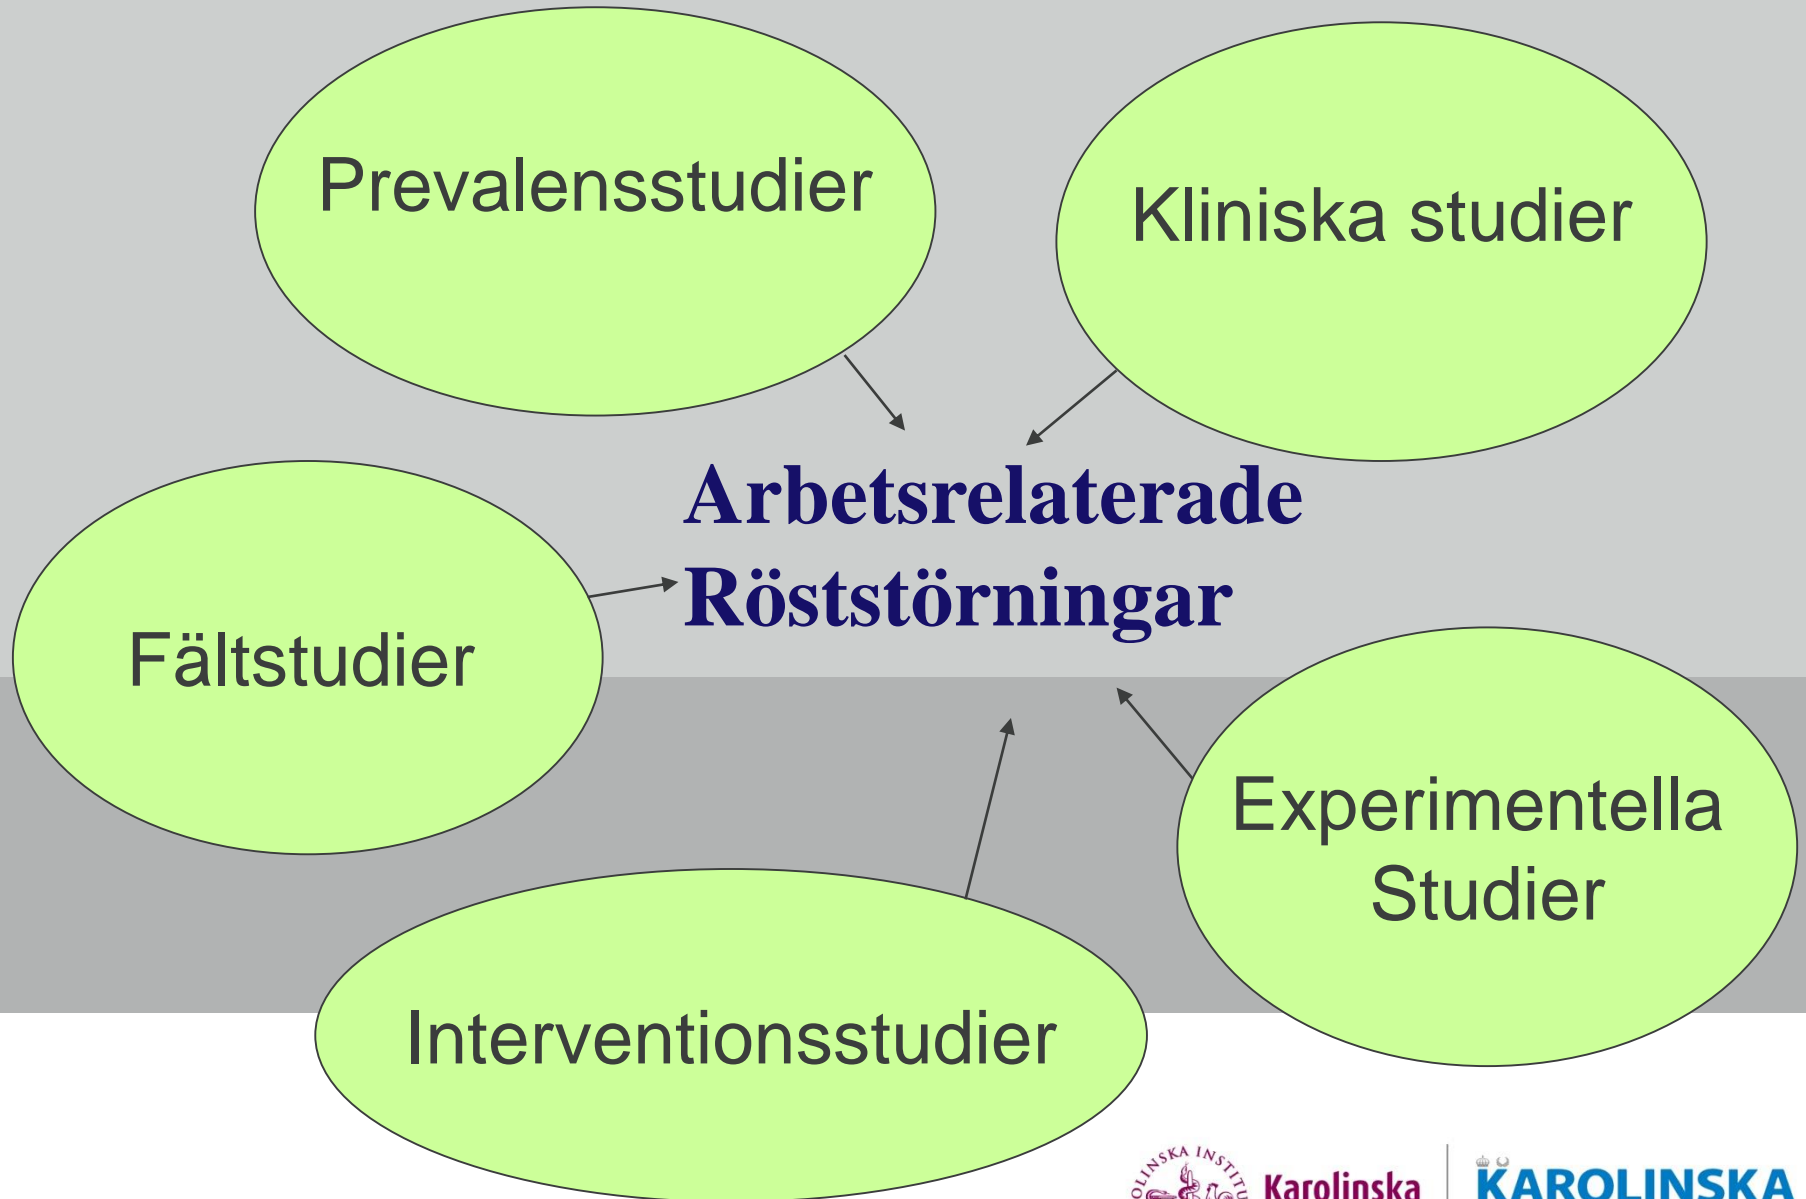 Prevalensstudier
Kliniska studier
Arbetsrelaterade
Röststörningar
Fältstudier
Experimentella
Studier
Interventionsstudier
Karolinska
KAROLINSKA